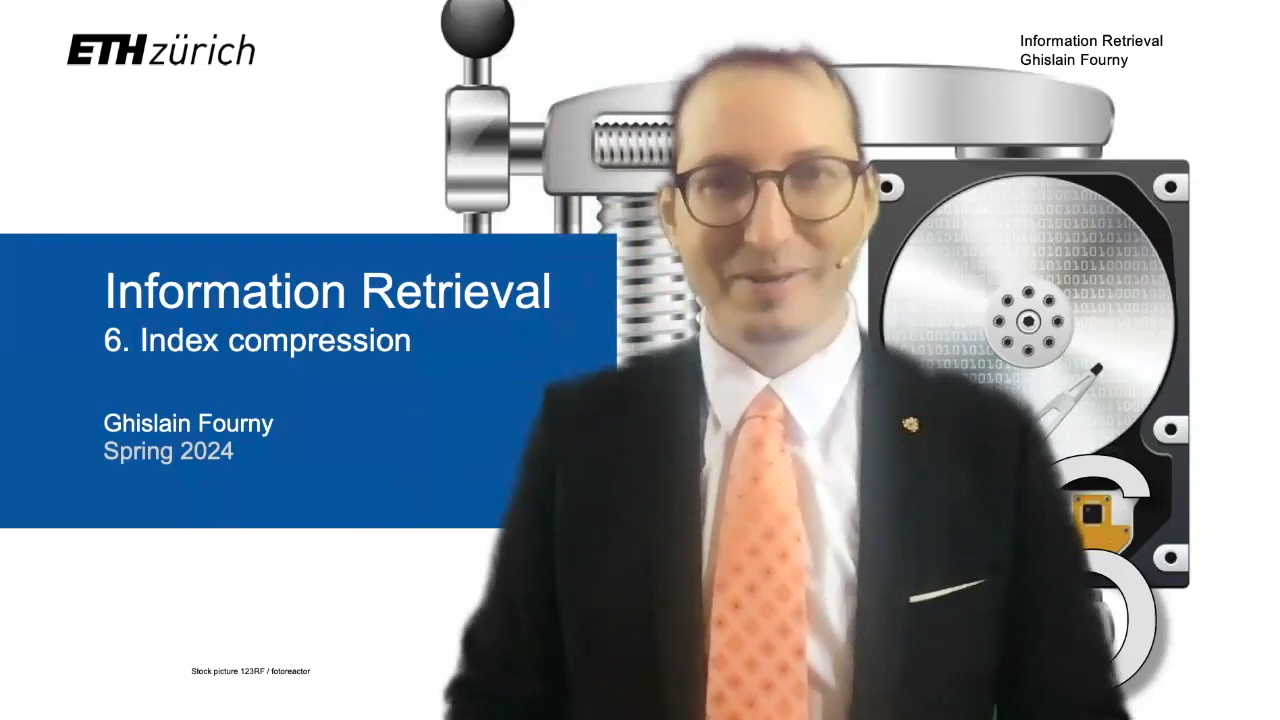 ETH zürich
Information Retrieval
Ghislain Fourny
Information Retrieval
6. Index compression
Ghislain Fourny
Spring 2024
Stock picture 123RF / fotoreactor